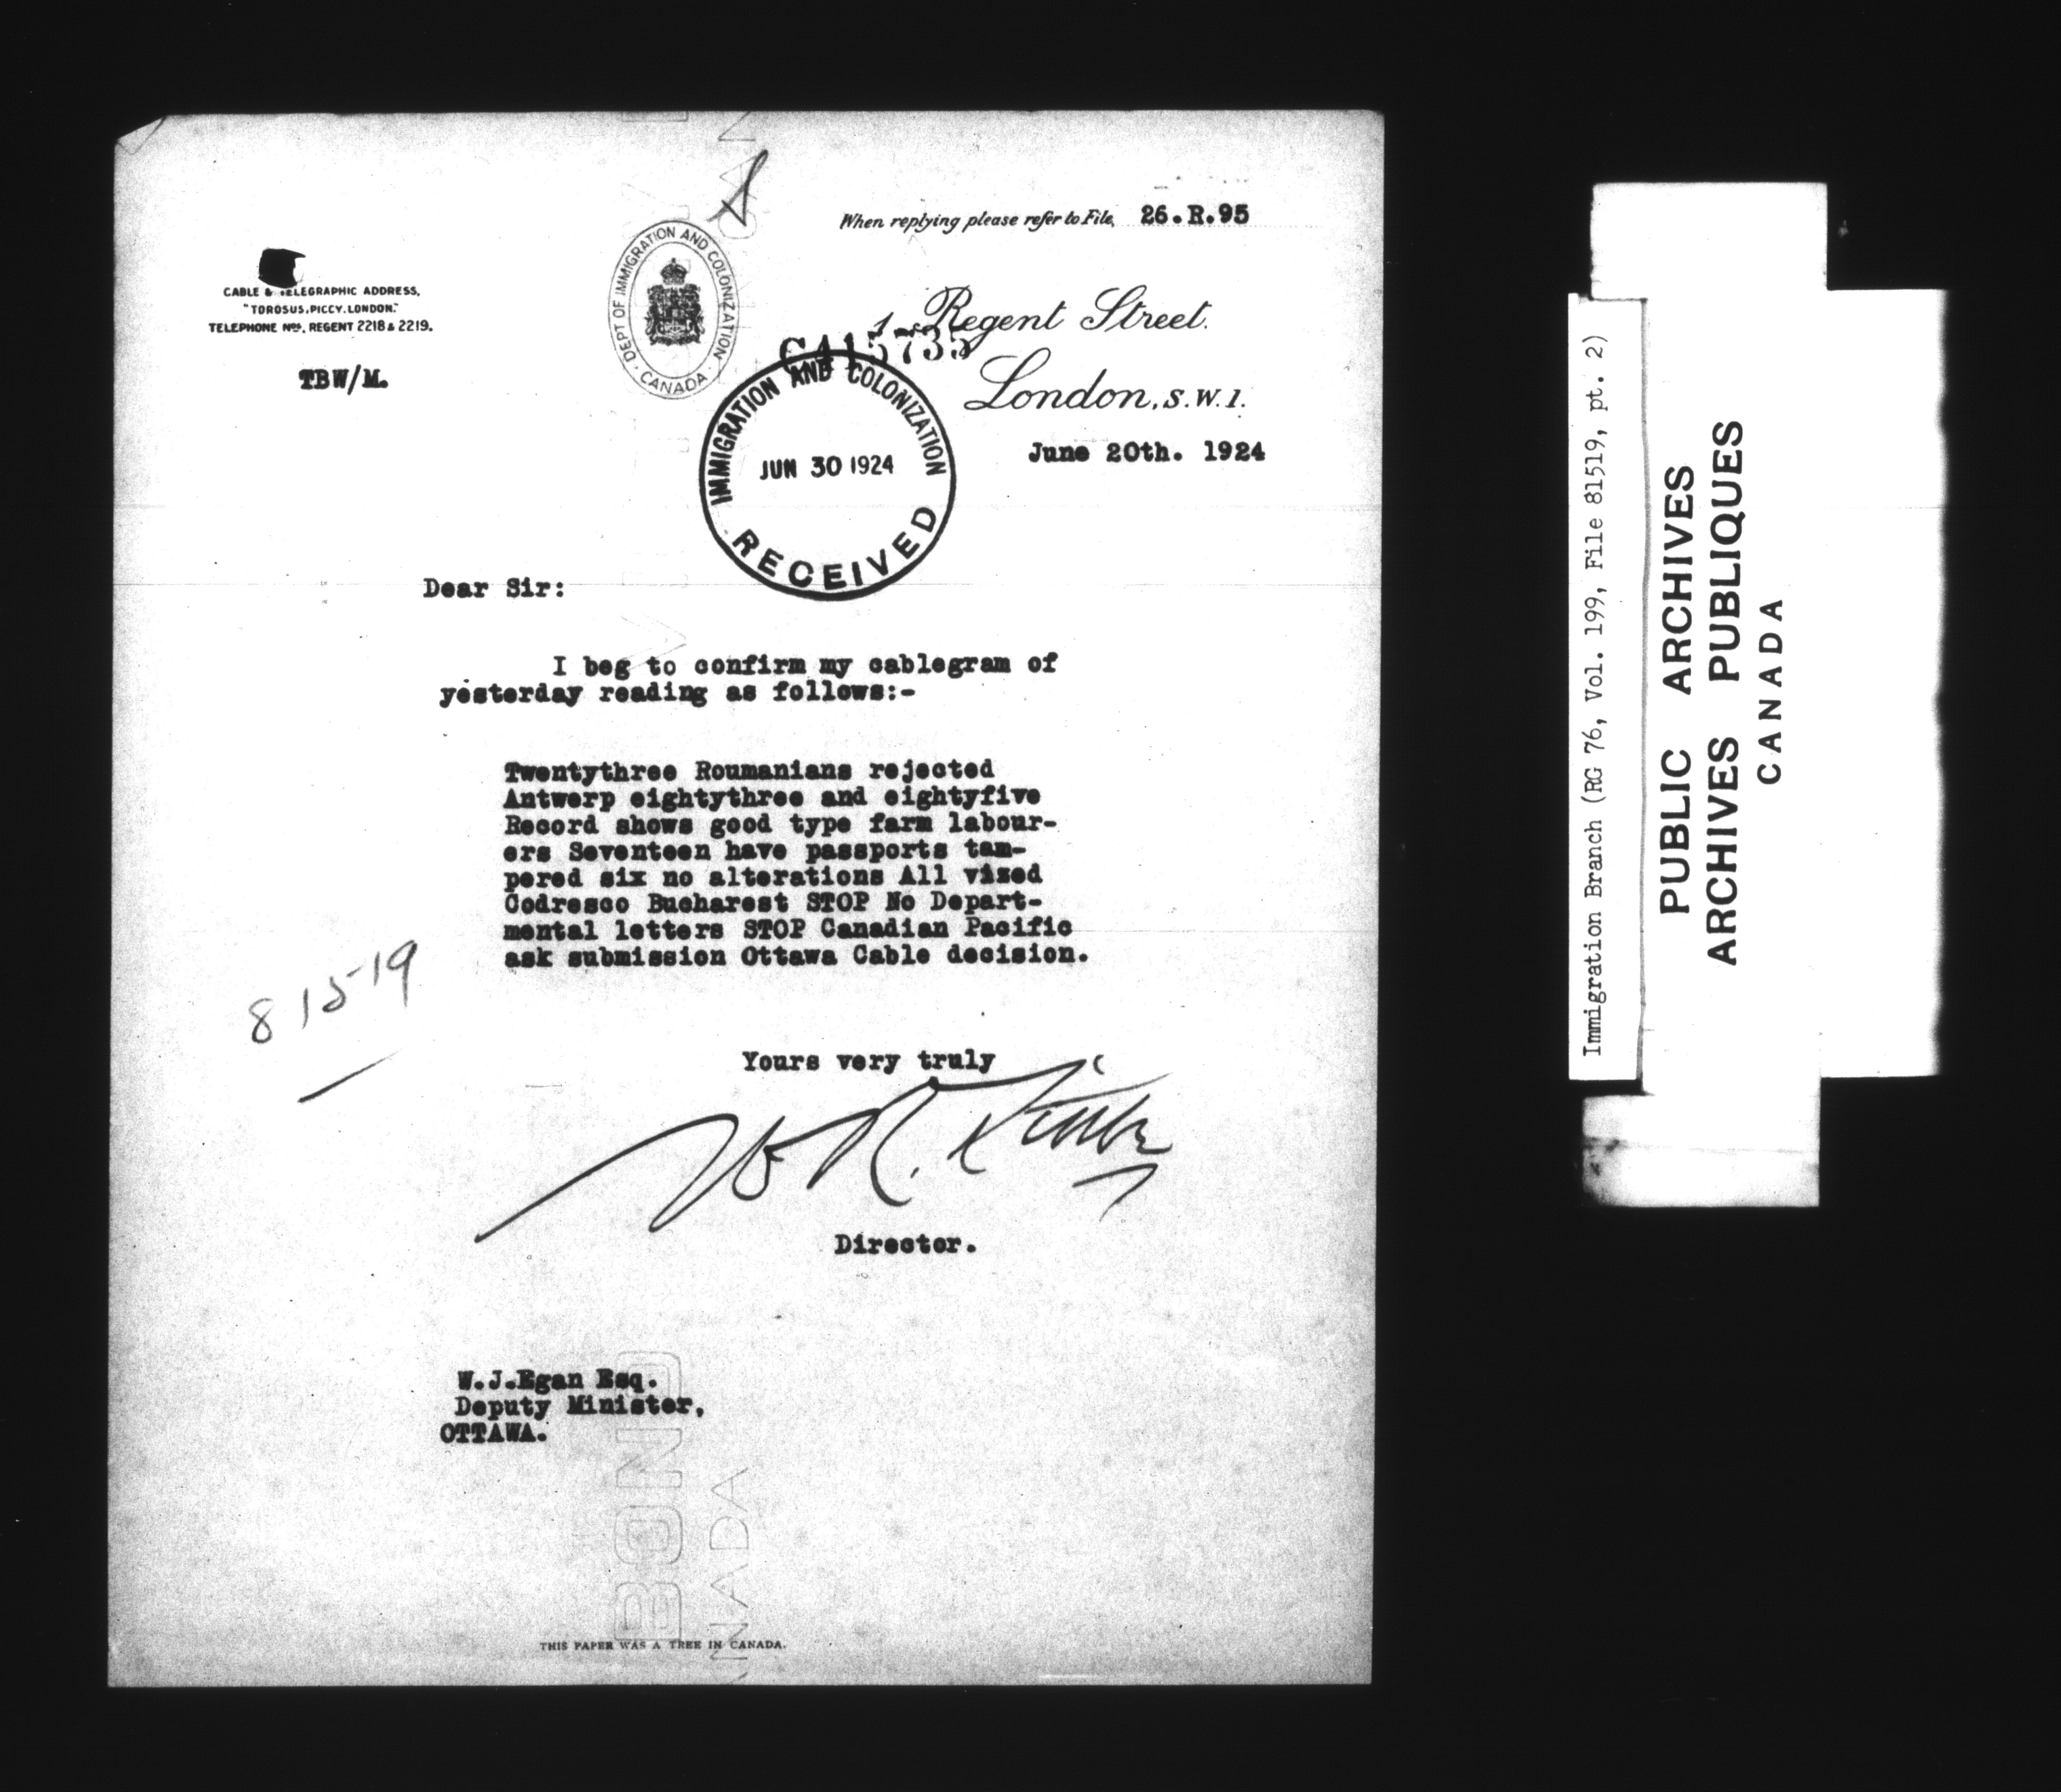 When replying please refer to File, 26.R.95
CABLE & TELEGRAPHIC ADDRESS,
"TOROSUS, PICCY. LONDON."
TELEPHONE Nos. REGENT 2218 & 2219.
TBW/M.
DEPT OF IMMIGRATION AND COLONIZATION
CANADA
1 Regent Street.
London, S.W.1.
June 20th. 1924
IMMIGRATION AND COLONIZATION
JUN 30 1924
RECEIVED
Dear Sir:
I beg to confirm my cablegram of
yesterday reading as follows:-
Twentythree Roumanians rejected
Antwerp eightythree and eightyfive
Record shows good type farm labour-
ers Seventeen have passports tam-
pered six no alterations All vised
Codresco Bucharest STOP No Depart-
mental letters STOP Canadian Pacific
ask submission Ottawa Cable decision.
81519
Yours very truly
Director.
W.J.Egan Esq.
Deputy Minister,
OTTAWA.
BOND
THIS PAPER WAS A TREE IN CANADA.
Immigration Branch (RG 76, Vol. 199, File 81519, pt. 2)
PUBLIC ARCHIVES
ARCHIVES PUBLIQUES
CANADA